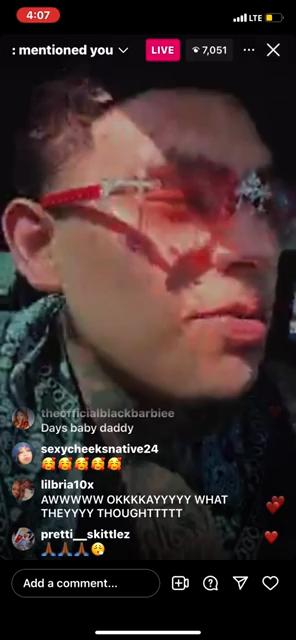 4:07
LTE
: mentioned you
LIVE
7,051
theofficialblackbarbiee
Days baby daddy
sexycheeksnative24
🥰🥰🥰🥰🥰
lilbria10x
AWWWWW OKKKKAYYYYY WHAT
THEYYYY THOUGHTTTTT
pretti__skittlez
🙏🏾🙏🏾🙏🏾😮‍💨
Add a comment...